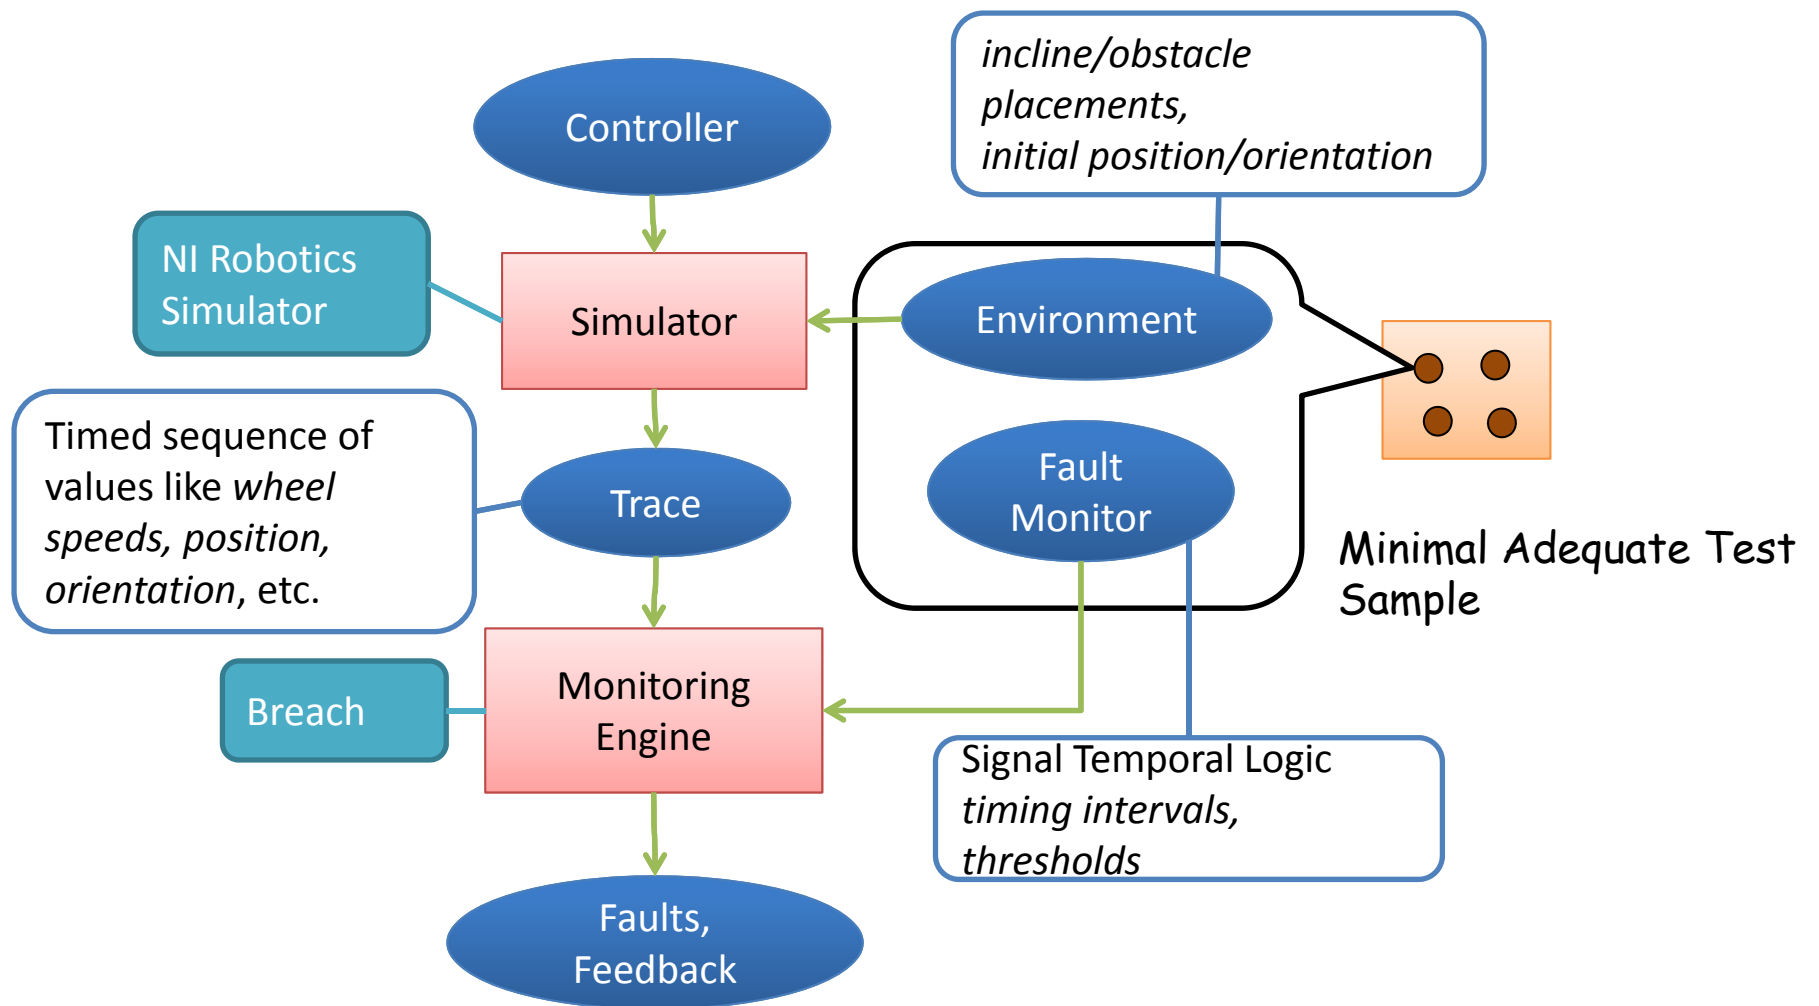 Controller
incline/obstacle
placements,
initial position/orientation
NI Robotics
Simulator
Simulator
Environment
Timed sequence of
values like wheel
speeds, position,
orientation, etc.
Trace
Fault
Monitor
Minimal Adequate Test
Sample
Breach
Monitoring
Engine
Signal Temporal Logic
timing intervals,
thresholds
Faults,
Feedback